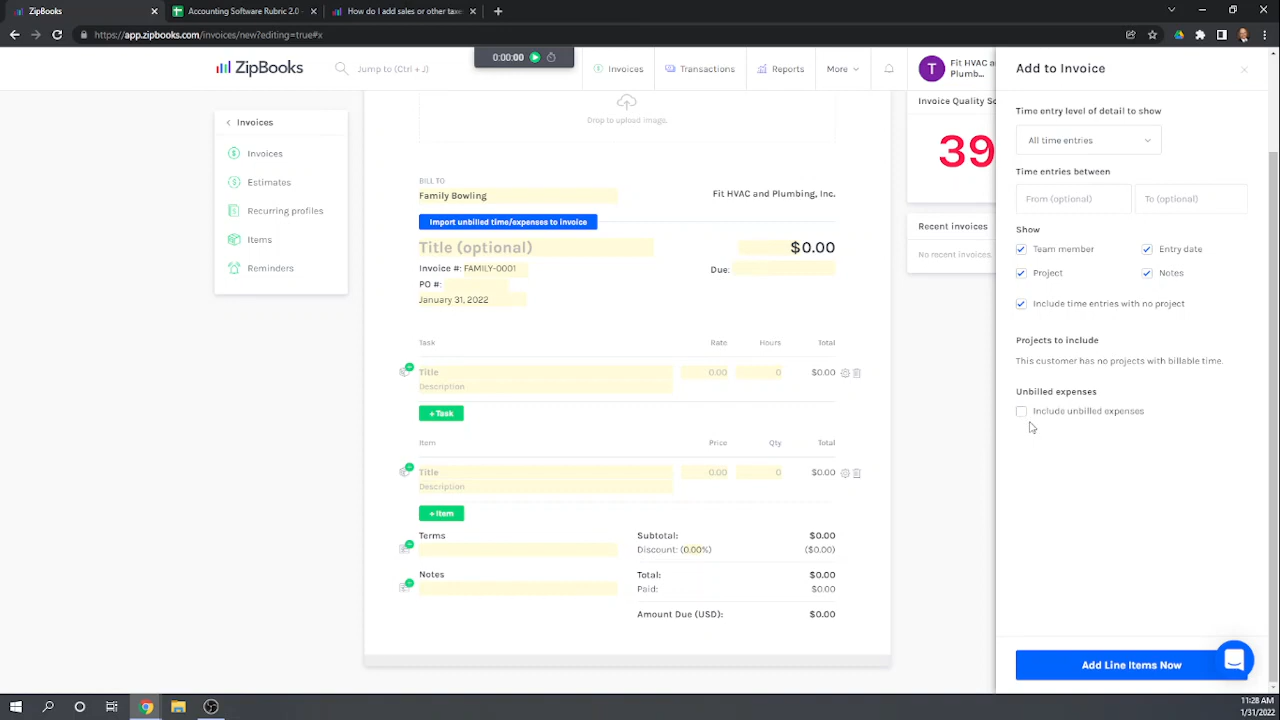 ZipBooks
Accounting Software Rubric 2.0 -
How do I add sales or other taxe
https://app.zipbooks.com/invoices/new?editing=true#x
ZipBooks
Jump to (Ctrl + J)
0:00:00
Invoices
Transactions
Reports
More
T
Fit HVAC and
Plumb...
Invoices
Invoices
Estimates
Recurring profiles
Items
Reminders
Drop to upload image.
BILL TO
Family Bowling
Fit HVAC and Plumbing, Inc.
Import unbilled time/expenses to invoice
Title (optional)
$0.00
Invoice #: FAMILY-0001
Due:
PO #:
January 31, 2022
Task Rate Hours Total
Title 0.00 0 $0.00
Description
+ Task
Item Price Qty Total
Title 0.00 0 $0.00
Description
+ Item
Terms
Subtotal: $0.00
Discount: (0.00%) ($0.00)
Notes
Total: $0.00
Paid: $0.00
Amount Due (USD): $0.00
Invoice Quality Sc
39
Recent invoices
No recent invoices.
Add to Invoice
Time entry level of detail to show
All time entries
Time entries between
From (optional)
To (optional)
Show
Team member
Entry date
Project
Notes
Include time entries with no project
Projects to include
This customer has no projects with billable time.
Unbilled expenses
Include unbilled expenses
Add Line Items Now
11:28 AM
1/31/2022